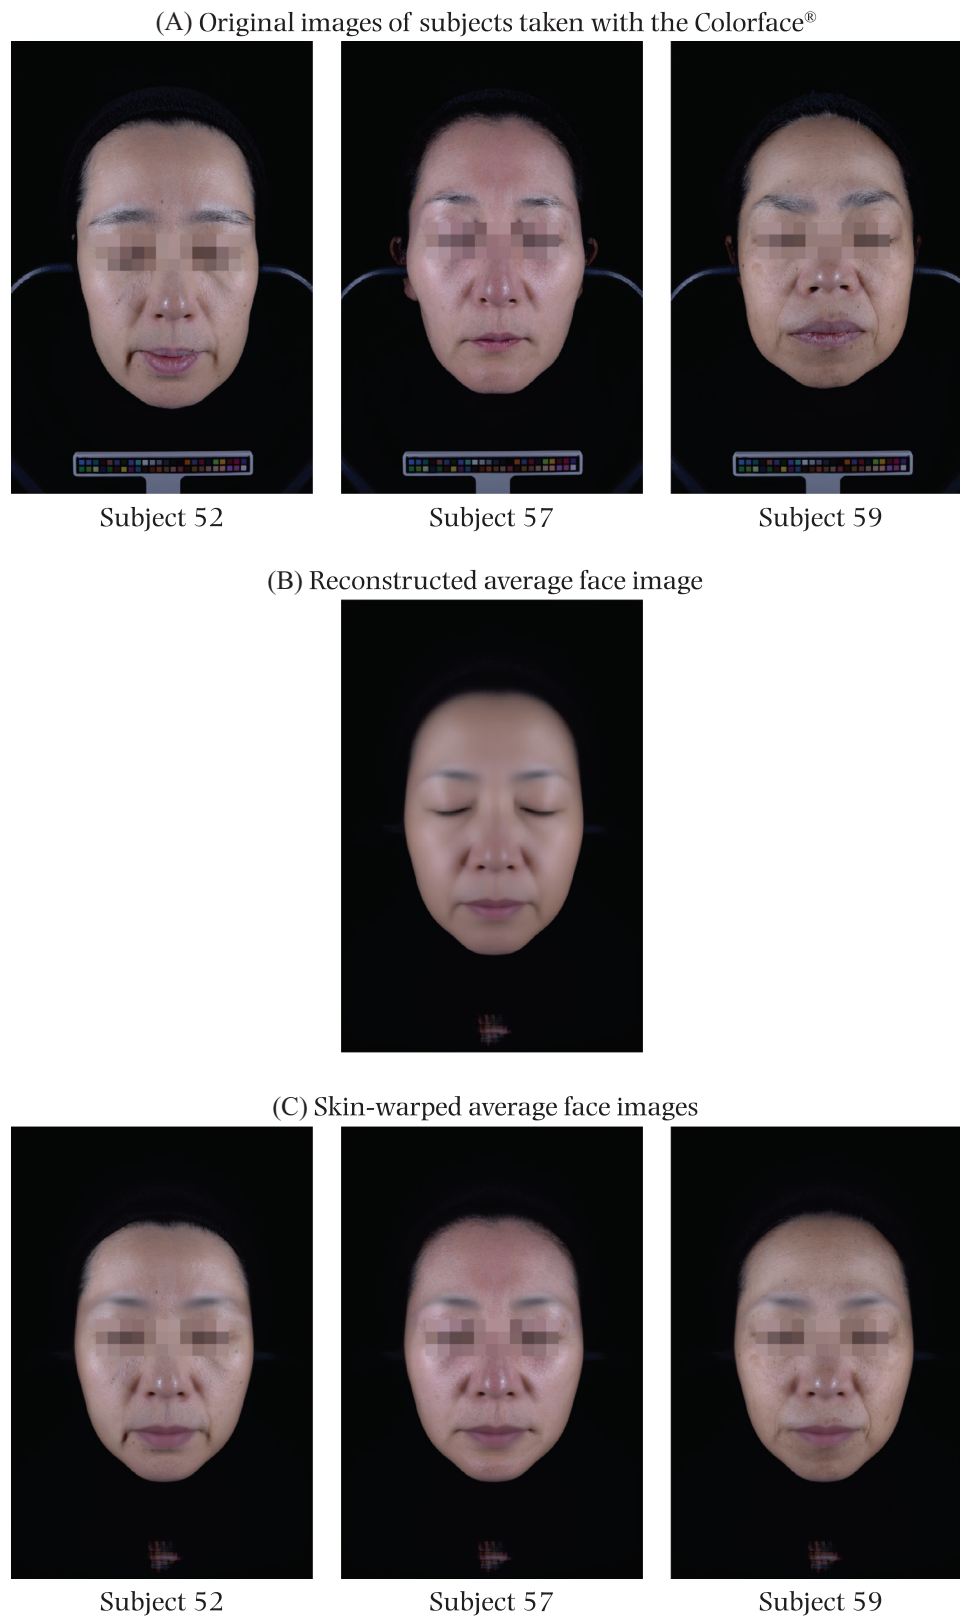 (A) Original images of subjects taken with the Colorface®
Subject 52
Subject 57
Subject 59
(B) Reconstructed average face image
(C) Skin-warped average face images
Subject 52
Subject 57
Subject 59